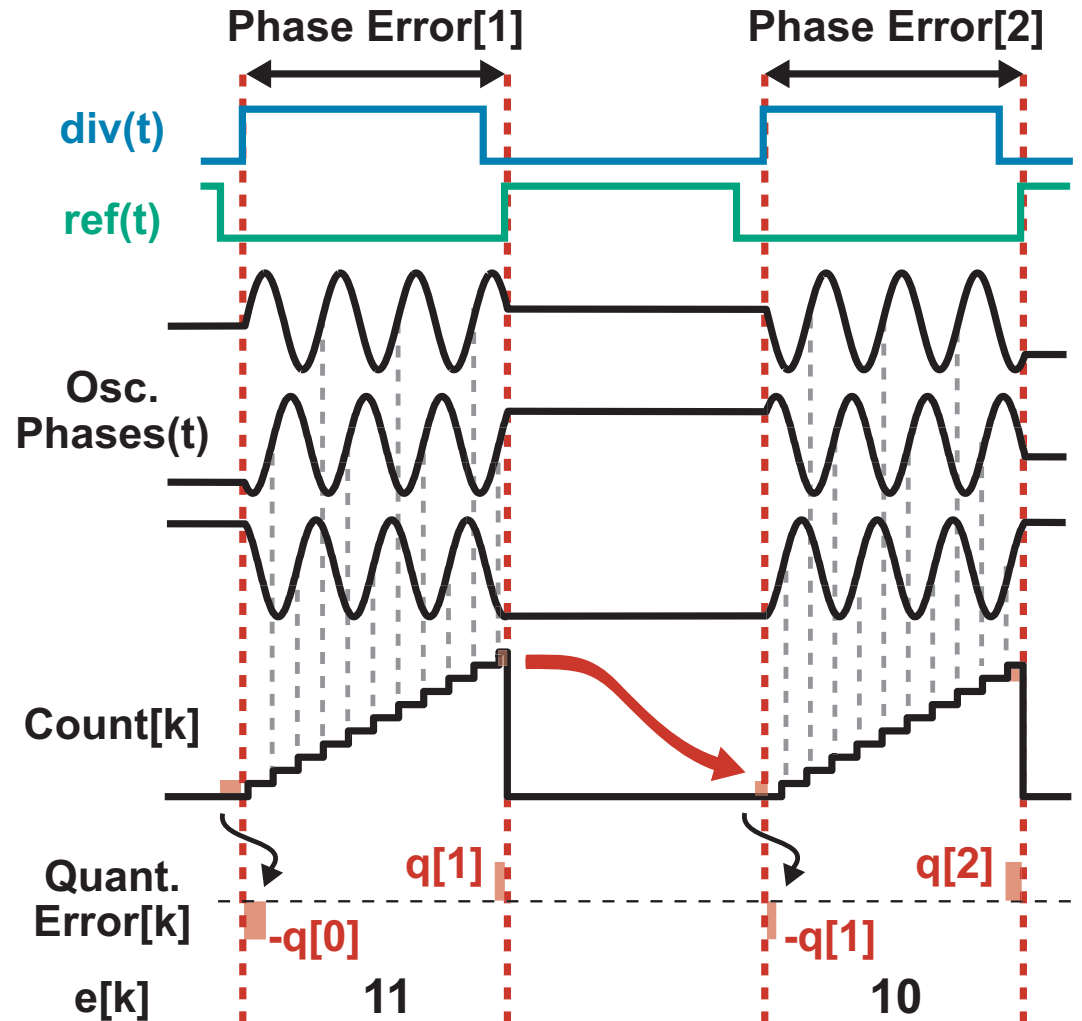 Phase Error[1]
Phase Error[2]
div(t)
ref(t)
Osc.
Phases(t)
Count[k]
Quant.
Error[k]
-q[0]
q[1]
-q[1]
q[2]
e[k]
11
10